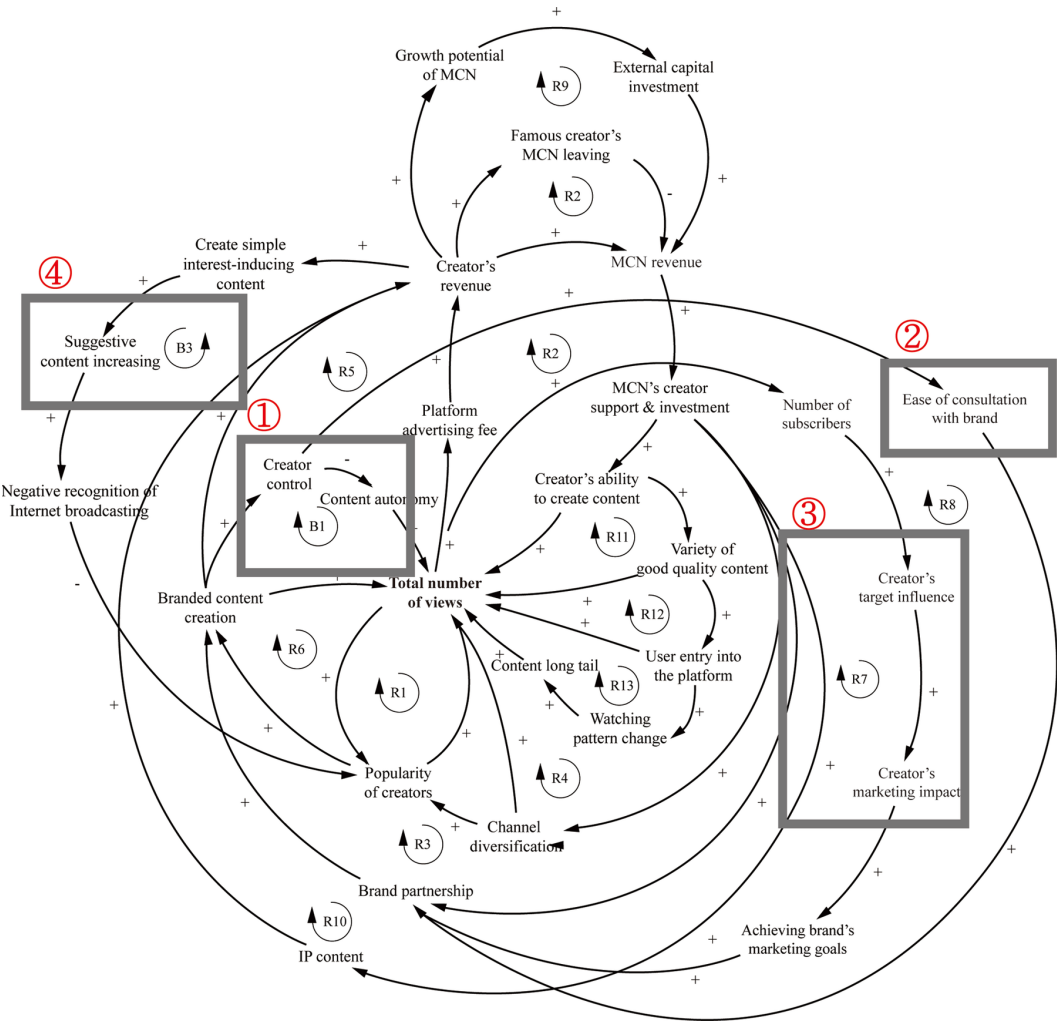 Growth potential
of MCN
+
External capital
investment
R9
Famous creator's
MCN leaving
+
+
-
R2
+
+
Create simple
interest-inducing
content
+
Creator's
revenue
MCN revenue
④
+
+
+
Suggestive
content increasing
B3
R5
R2
②
+
+
MCN's creator
support & investment
Ease of consultation
with brand
Number of
subscribers
①
Platform
advertising fee
+
+
+
Creator
control
-
Content autonomy
+
Creator's ability
to create content
+
Negative recognition of
Internet broadcasting
③
R8
+
B1
+
R11
+
+
Variety of
good quality content
Creator's
target influence
-
Branded content
creation
+
Total number
of views
+
R12
+
+
R6
Content long tail
+
User entry into
the platform
R7
+
R1
R13
+
+
+
Watching
pattern change
+
+
+
Popularity
of creators
R4
+
+
Creator's
marketing impact
+
+
+
Channel
diversification
R3
+
+
Brand partnership
+
R10
IP content
+
Achieving brand's
marketing goals
+
+